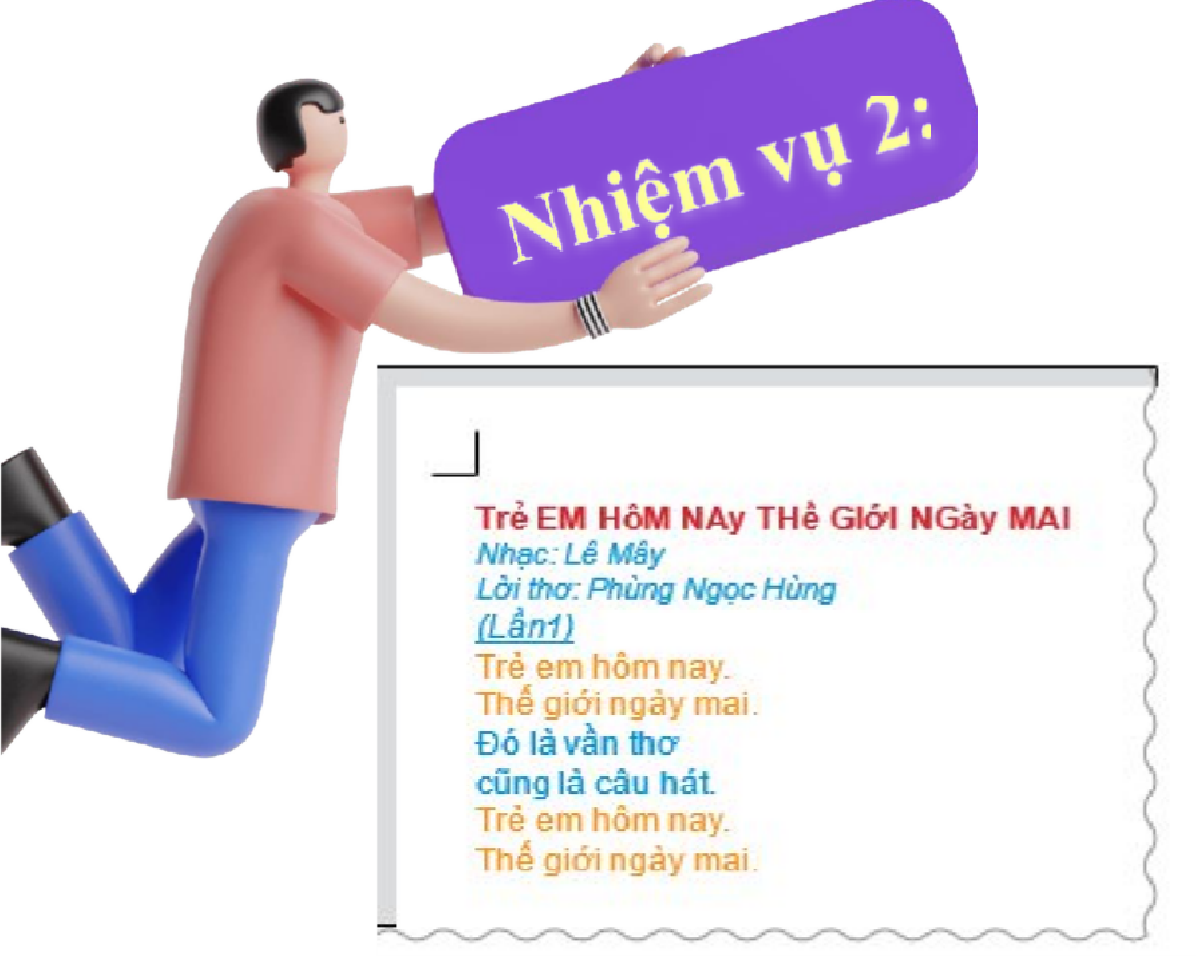 Nhiệm vụ 2:
Trẻ EM HôM NAy THề GIớI NGày MAI
Nhạc: Lê Mây
Lời thơ: Phùng Ngọc Hùng
(Lần1)
Trẻ em hôm nay.
Thế giới ngày mai.
Đó là vần thơ
cũng là câu hát.
Trẻ em hôm nay.
Thế giới ngày mai.